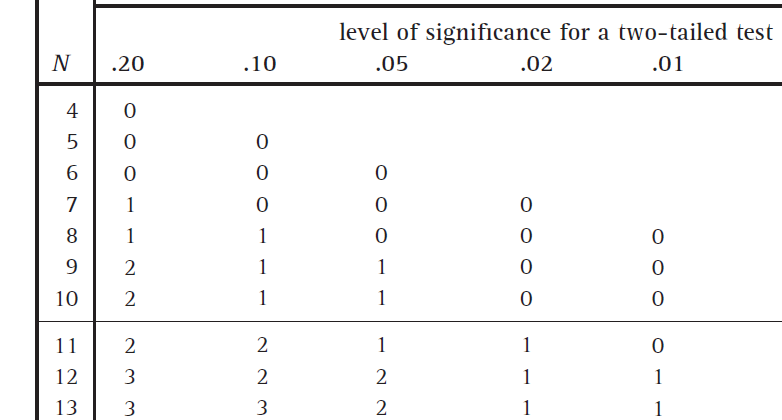 level of significance for a two-tailed test
N .20 .10 .05 .02 .01
4 0
5 0 0
6 0 0 0
7 1 0 0 0
8 1 1 0 0 0
9 2 1 1 0 0
10 2 1 1 0 0
11 2 2 1 1 0
12 3 2 2 1 1
13 3 3 2 1 1